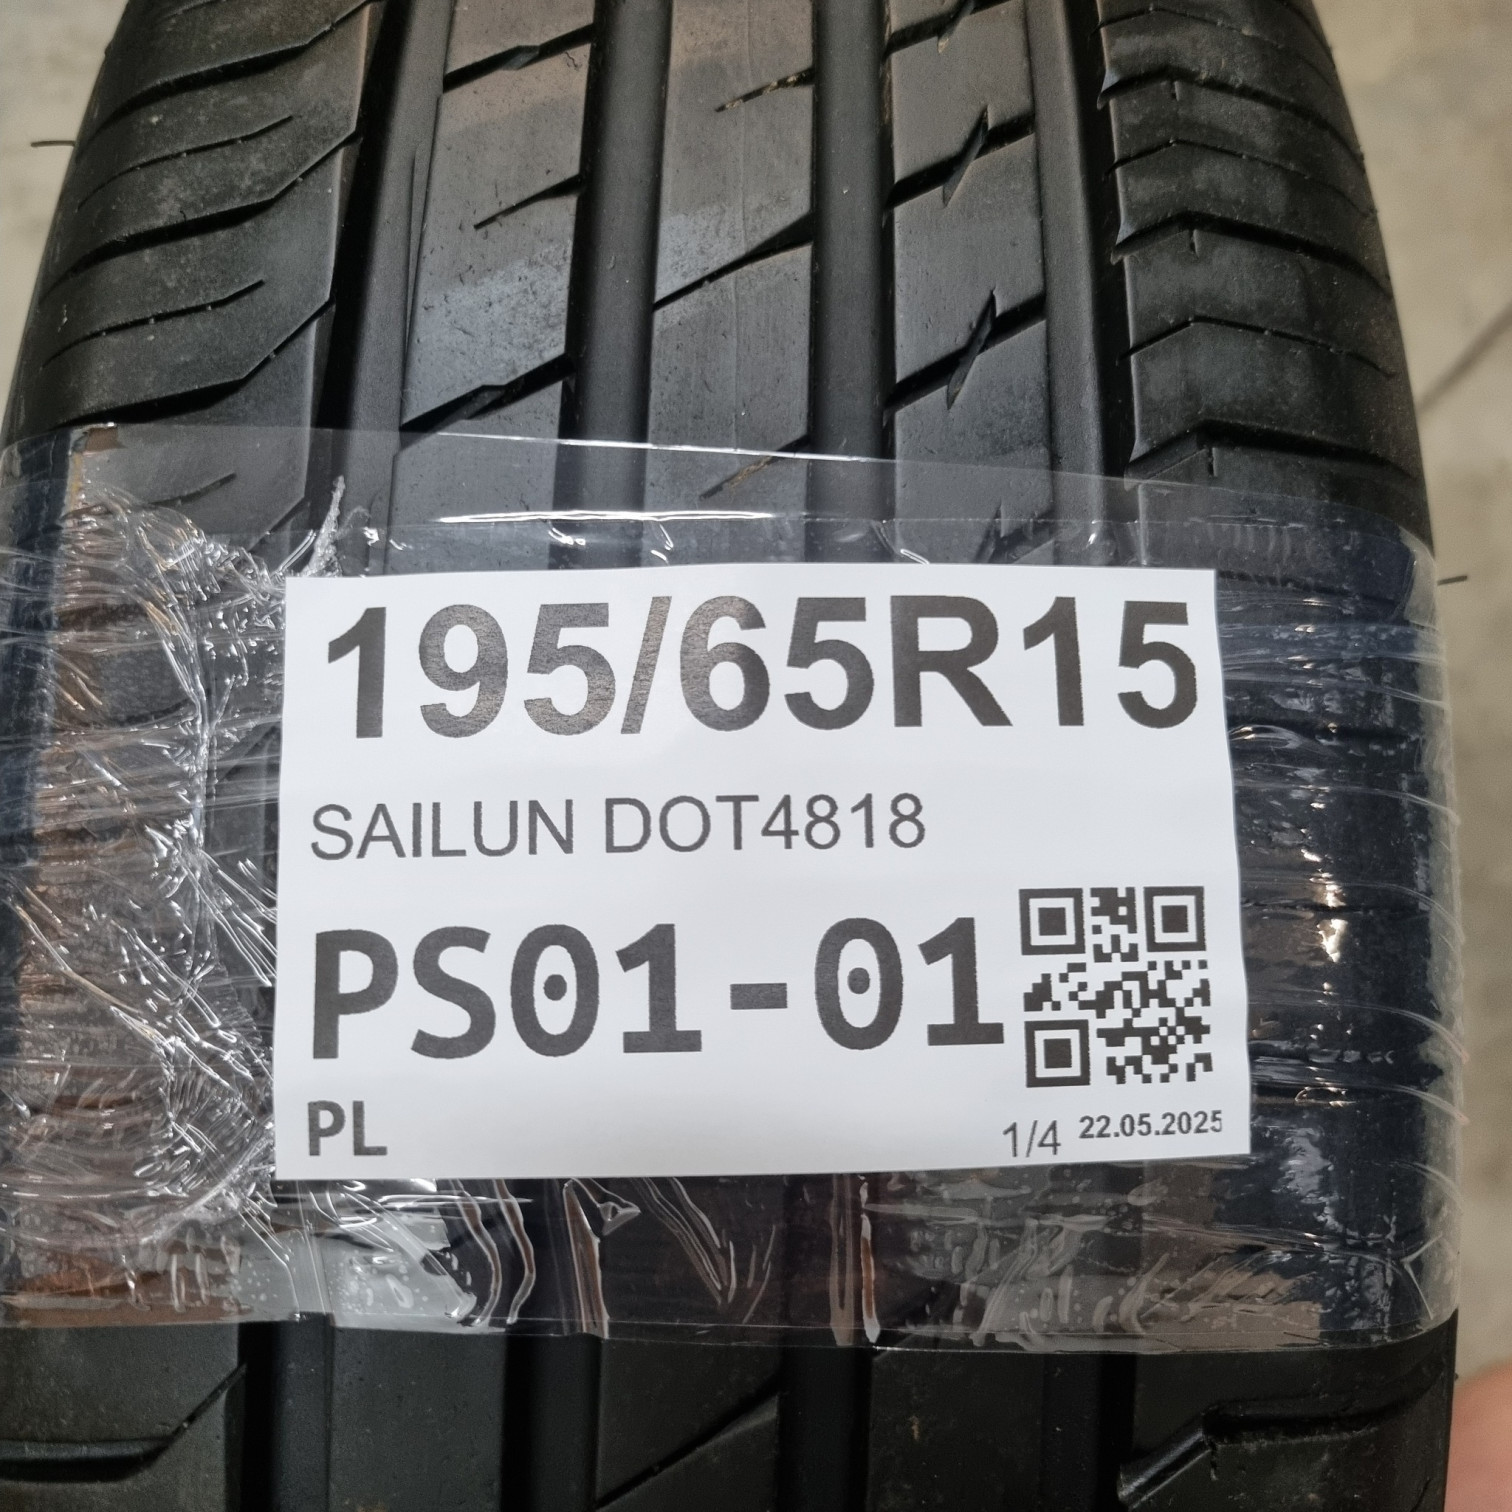 195/65R15
SAILUN DOT4818
PS01-01
PL
1/4 22.05.2025